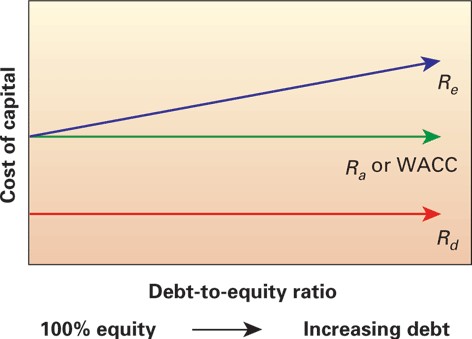 Cost of capital
Re
Ra or WACC
Rd
Debt-to-equity ratio
100% equity
Increasing debt